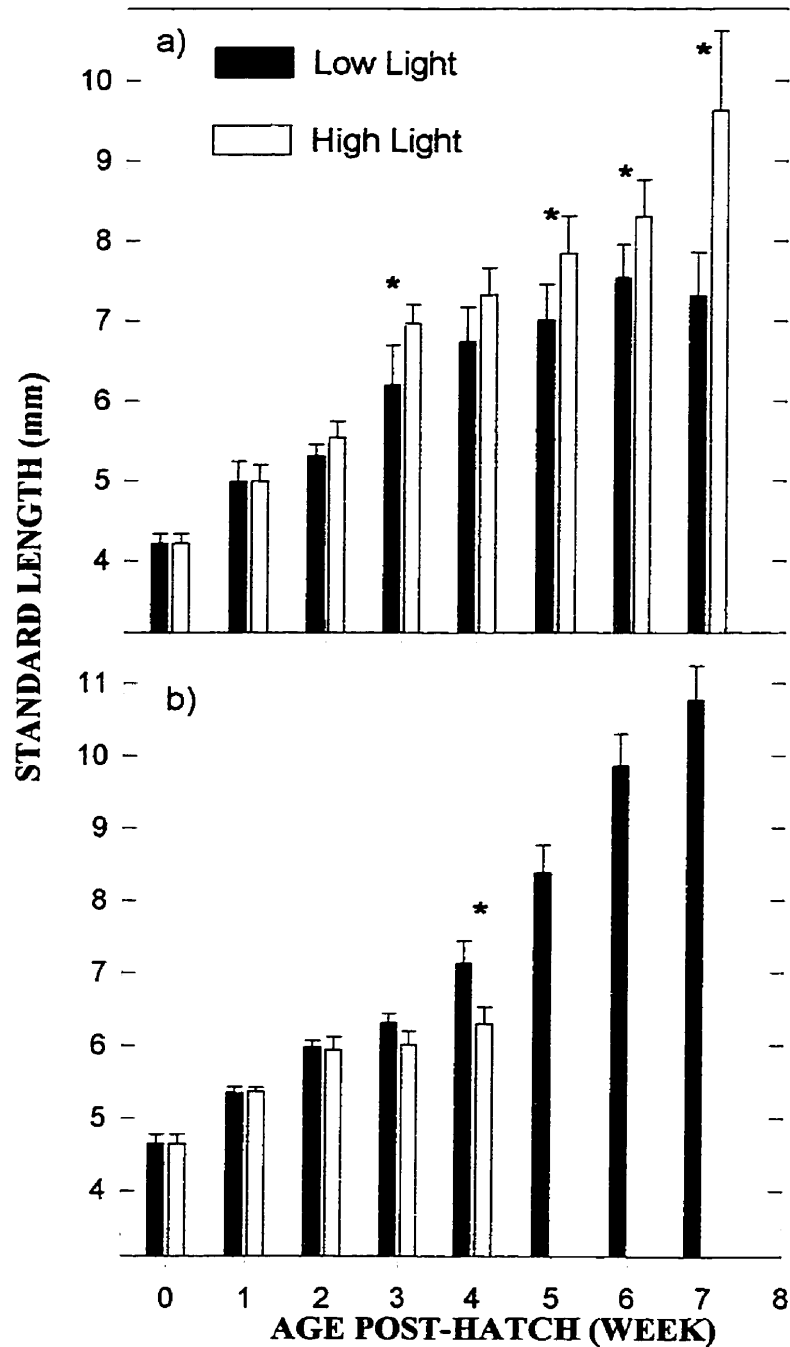 a)
Low Light
High Light
10
9
8
7
6
5
4
*
*
*
*
STANDARD LENGTH (mm)
b)
11
10
9
8
7
6
5
4
*
0 1 2 3 4 5 6 7 8
AGE POST-HATCH (WEEK)